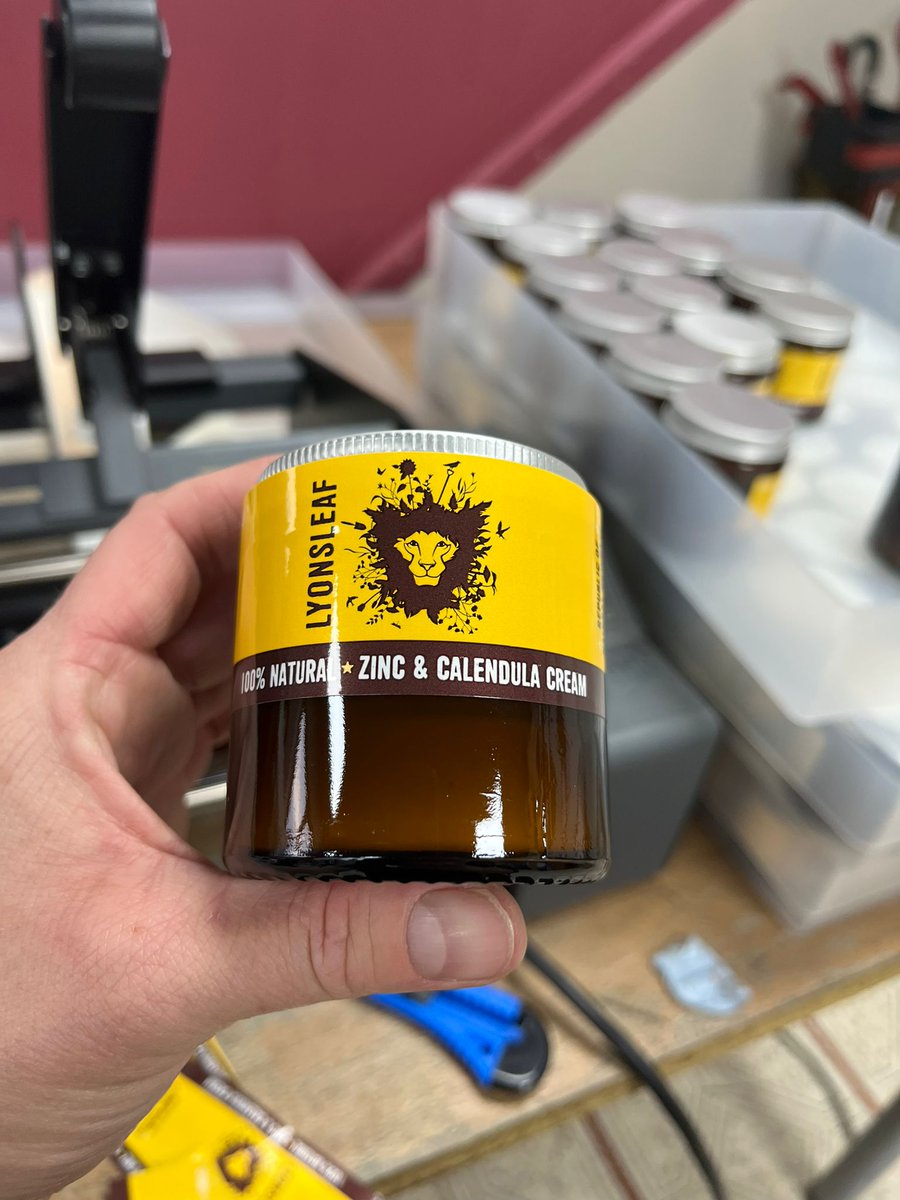 LYONSLEAF
100% NATURAL ★ ZINC & CALENDULA CREAM